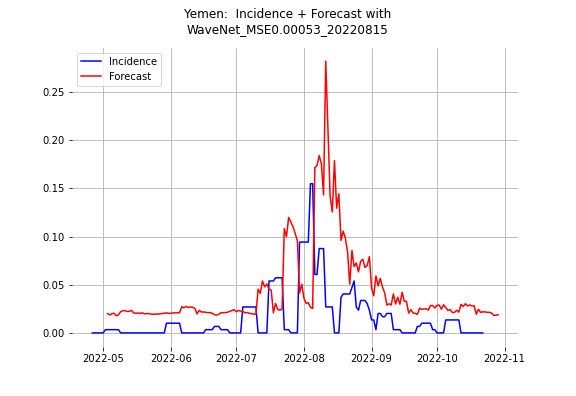 Yemen:  Incidence + Forecast with
WaveNet_MSE0.00053_20220815
Incidence
Forecast
0.25
0.20
0.15
0.10
0.05
0.00
2022-05 2022-06 2022-07 2022-08 2022-09 2022-10 2022-11